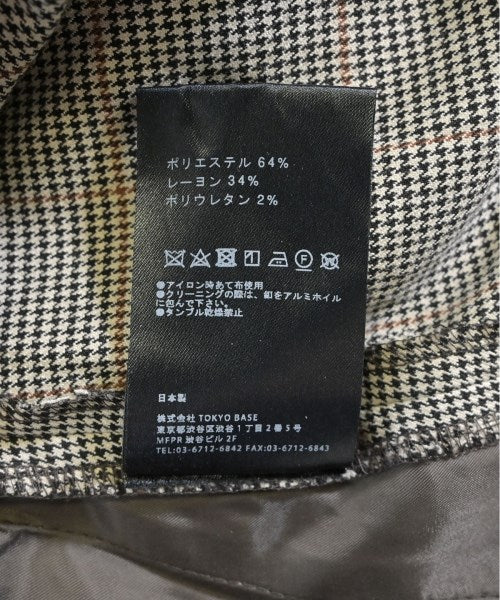 ポリエステル 64%
レーヨン 34%
ポリウレタン 2%
●アイロン時あて布使用
●クリーニングの際は、釦をアルミホイル
に包んで下さい。
●タンブル乾燥禁止
日本製
株式会社 TOKYO BASE
東京都渋谷区渋谷1丁目2番5号
MFPR 渋谷ビル 2F
TEL:03-6712-6842 FAX:03-6712-6843